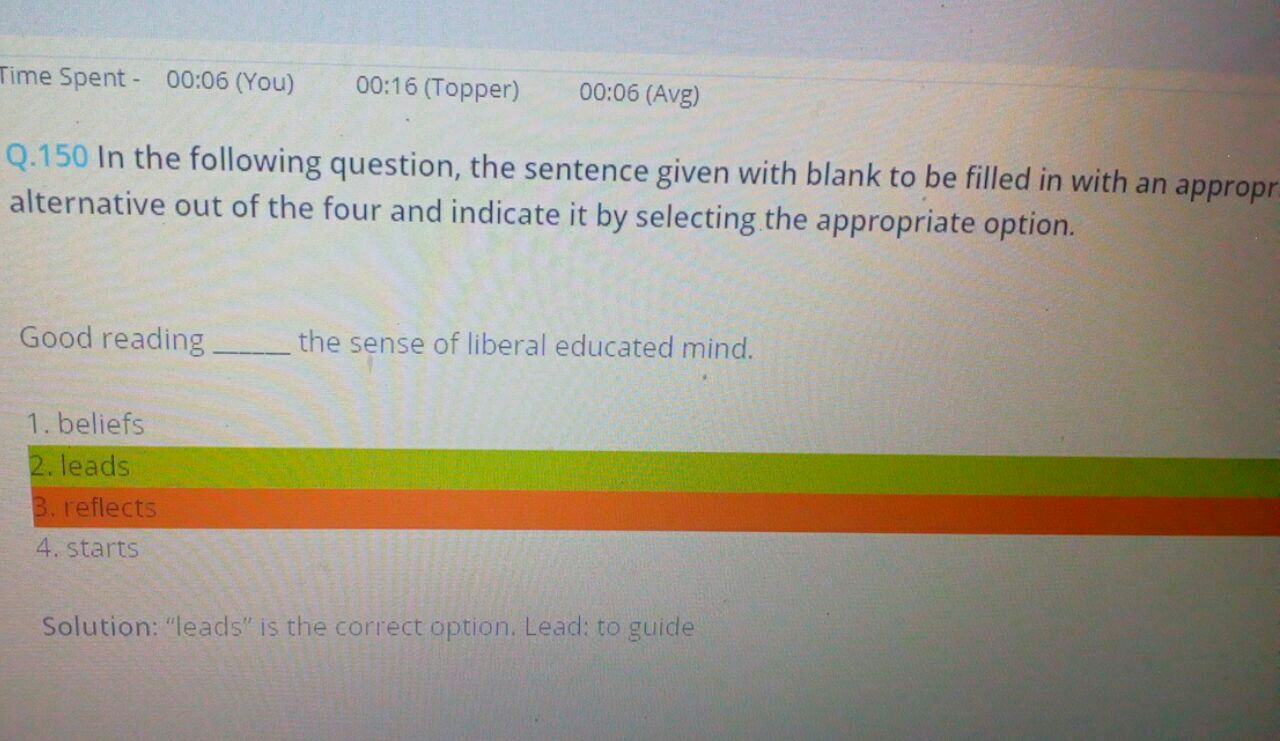 Time Spent - 00:06 (You) 00:16 (Topper) 00:06 (Avg)
Q.150 In the following question, the sentence given with blank to be filled in with an appropr
alternative out of the four and indicate it by selecting the appropriate option.
Good reading ______ the sense of liberal educated mind.
1. beliefs
2. leads
3. reflects
4. starts
Solution: "leads" is the correct option. Lead: to guide